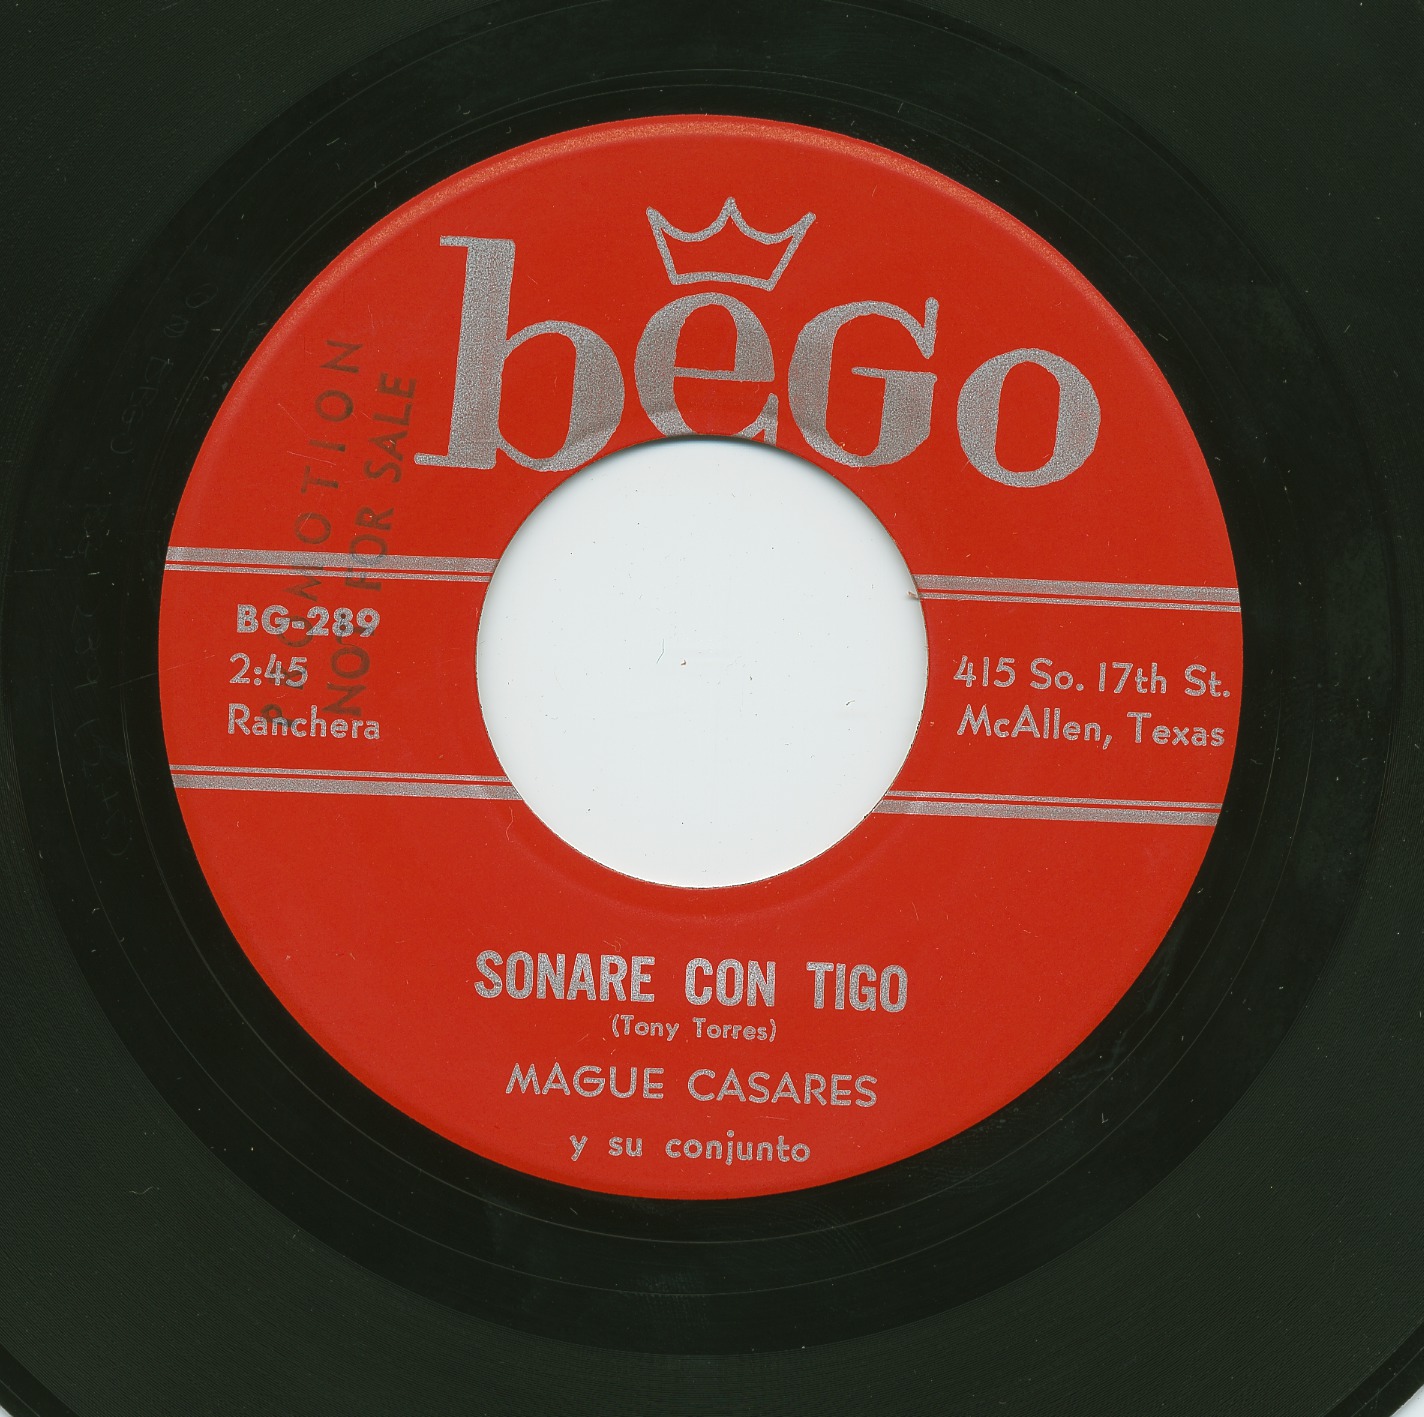 beGo
PROMOTION
NOT FOR SALE
BG-289
2:45
Ranchera
415 So. 17th St.
McAllen, Texas
SONARE CON TIGO
(Tony Torres)
MAGUE CASARES
y su conjunto